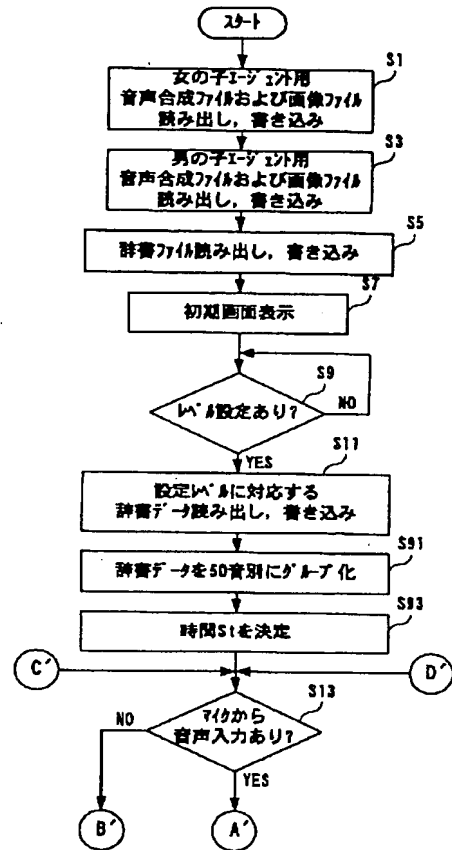 スタート
S1
女の子エージェント用
音声合成ファイルおよび画像ファイル
読み出し，書き込み
S3
男の子エージェント用
音声合成ファイルおよび画像ファイル
読み出し，書き込み
S5
辞書ファイル読み出し，書き込み
S7
初期画面表示
S9
レベル設定あり?
NO
YES
S11
設定レベルに対応する
辞書データ読み出し，書き込み
S91
辞書データを50音別にグループ化
S93
時間Stを決定
C′
D′
S13
マイクから
音声入力あり?
NO
YES
B′
A′